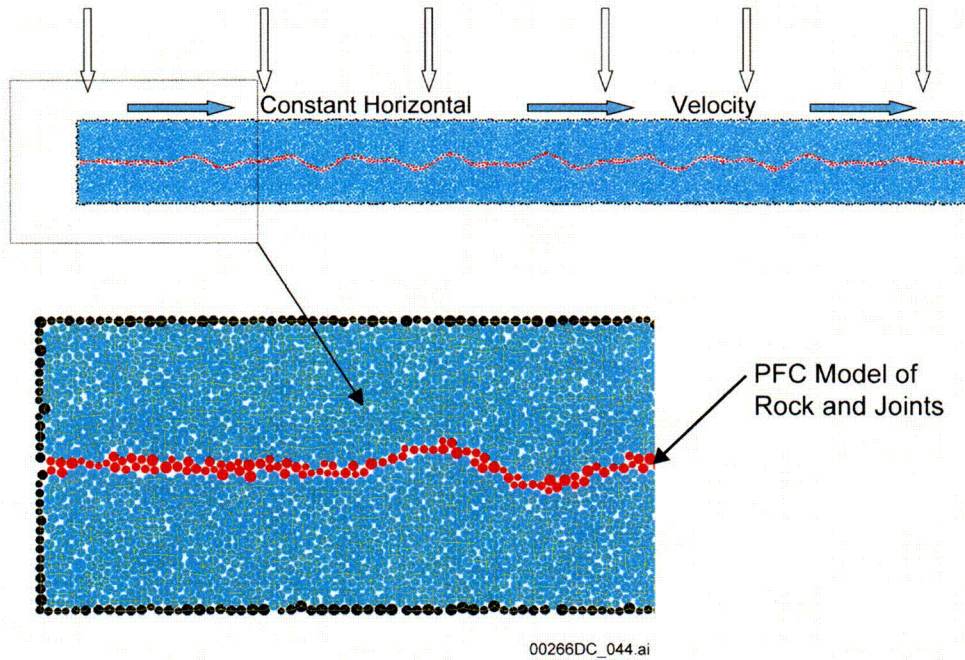 Constant Horizontal Velocity
PFC Model of
Rock and Joints
00266DC_044.ai